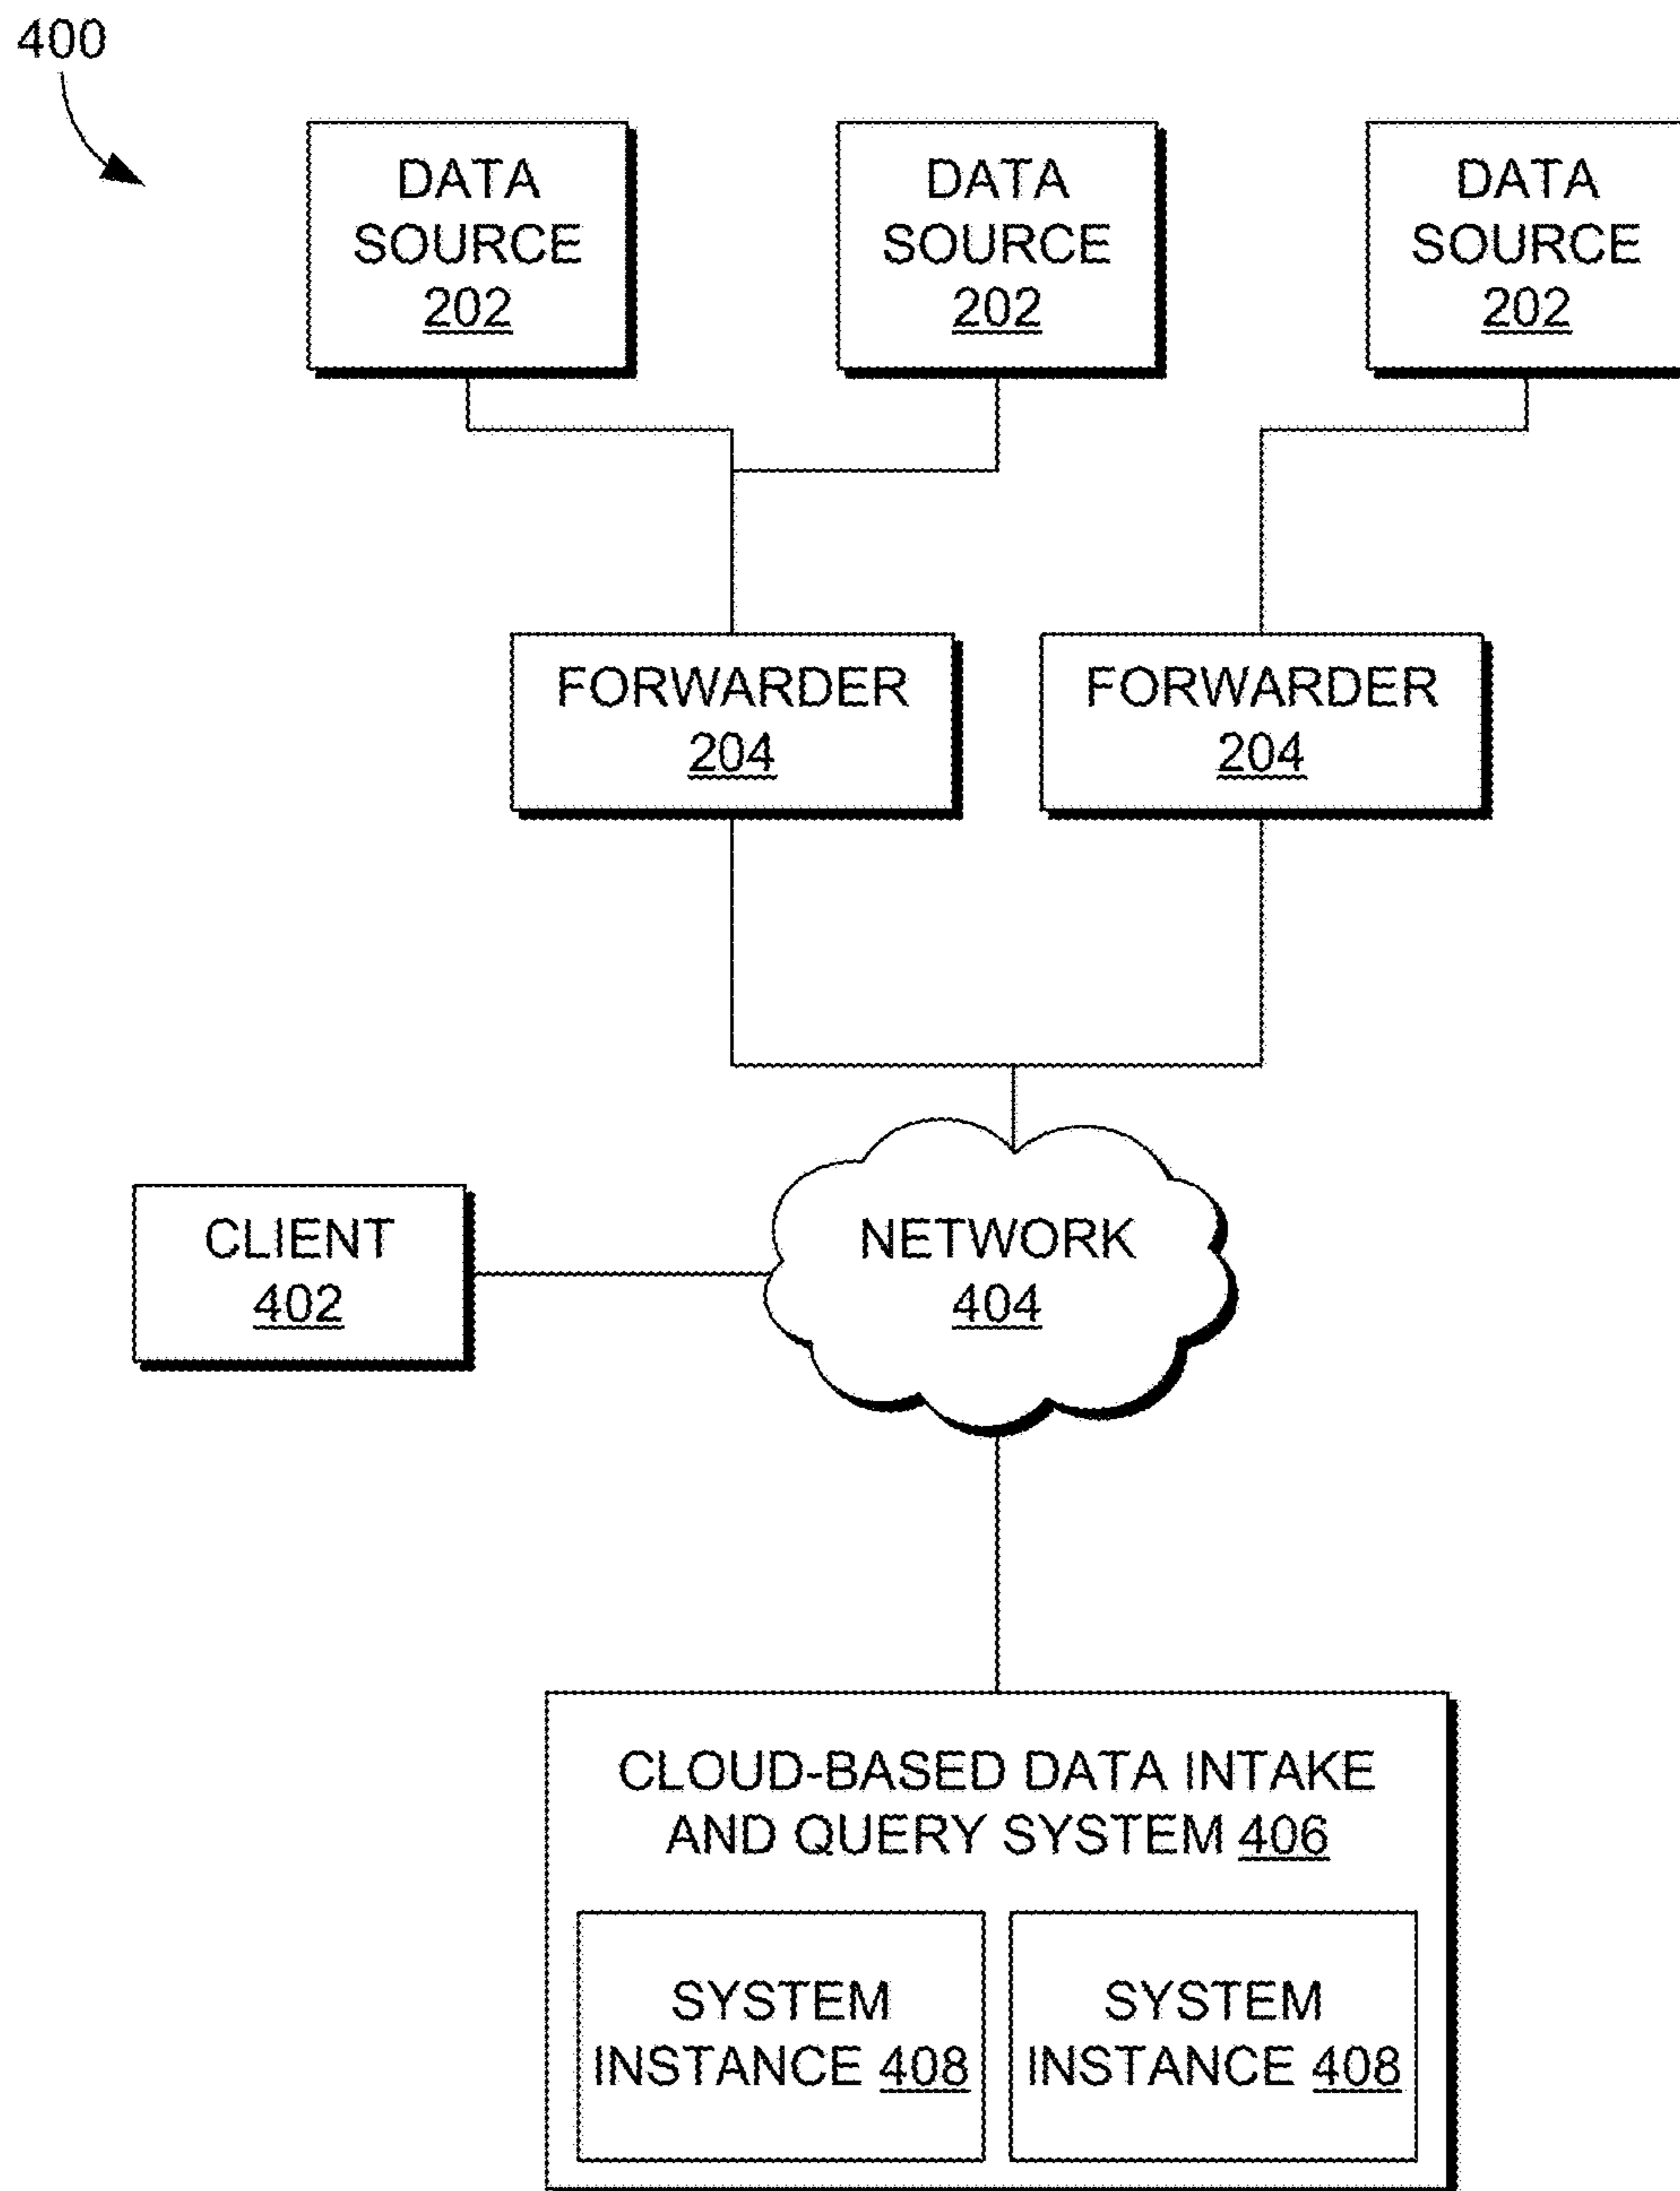 400
DATA
SOURCE
202
DATA
SOURCE
202
DATA
SOURCE
202
FORWARDER
204
FORWARDER
204
CLIENT
402
NETWORK
404
CLOUD-BASED DATA INTAKE
AND QUERY SYSTEM 406
SYSTEM
INSTANCE 408
SYSTEM
INSTANCE 408